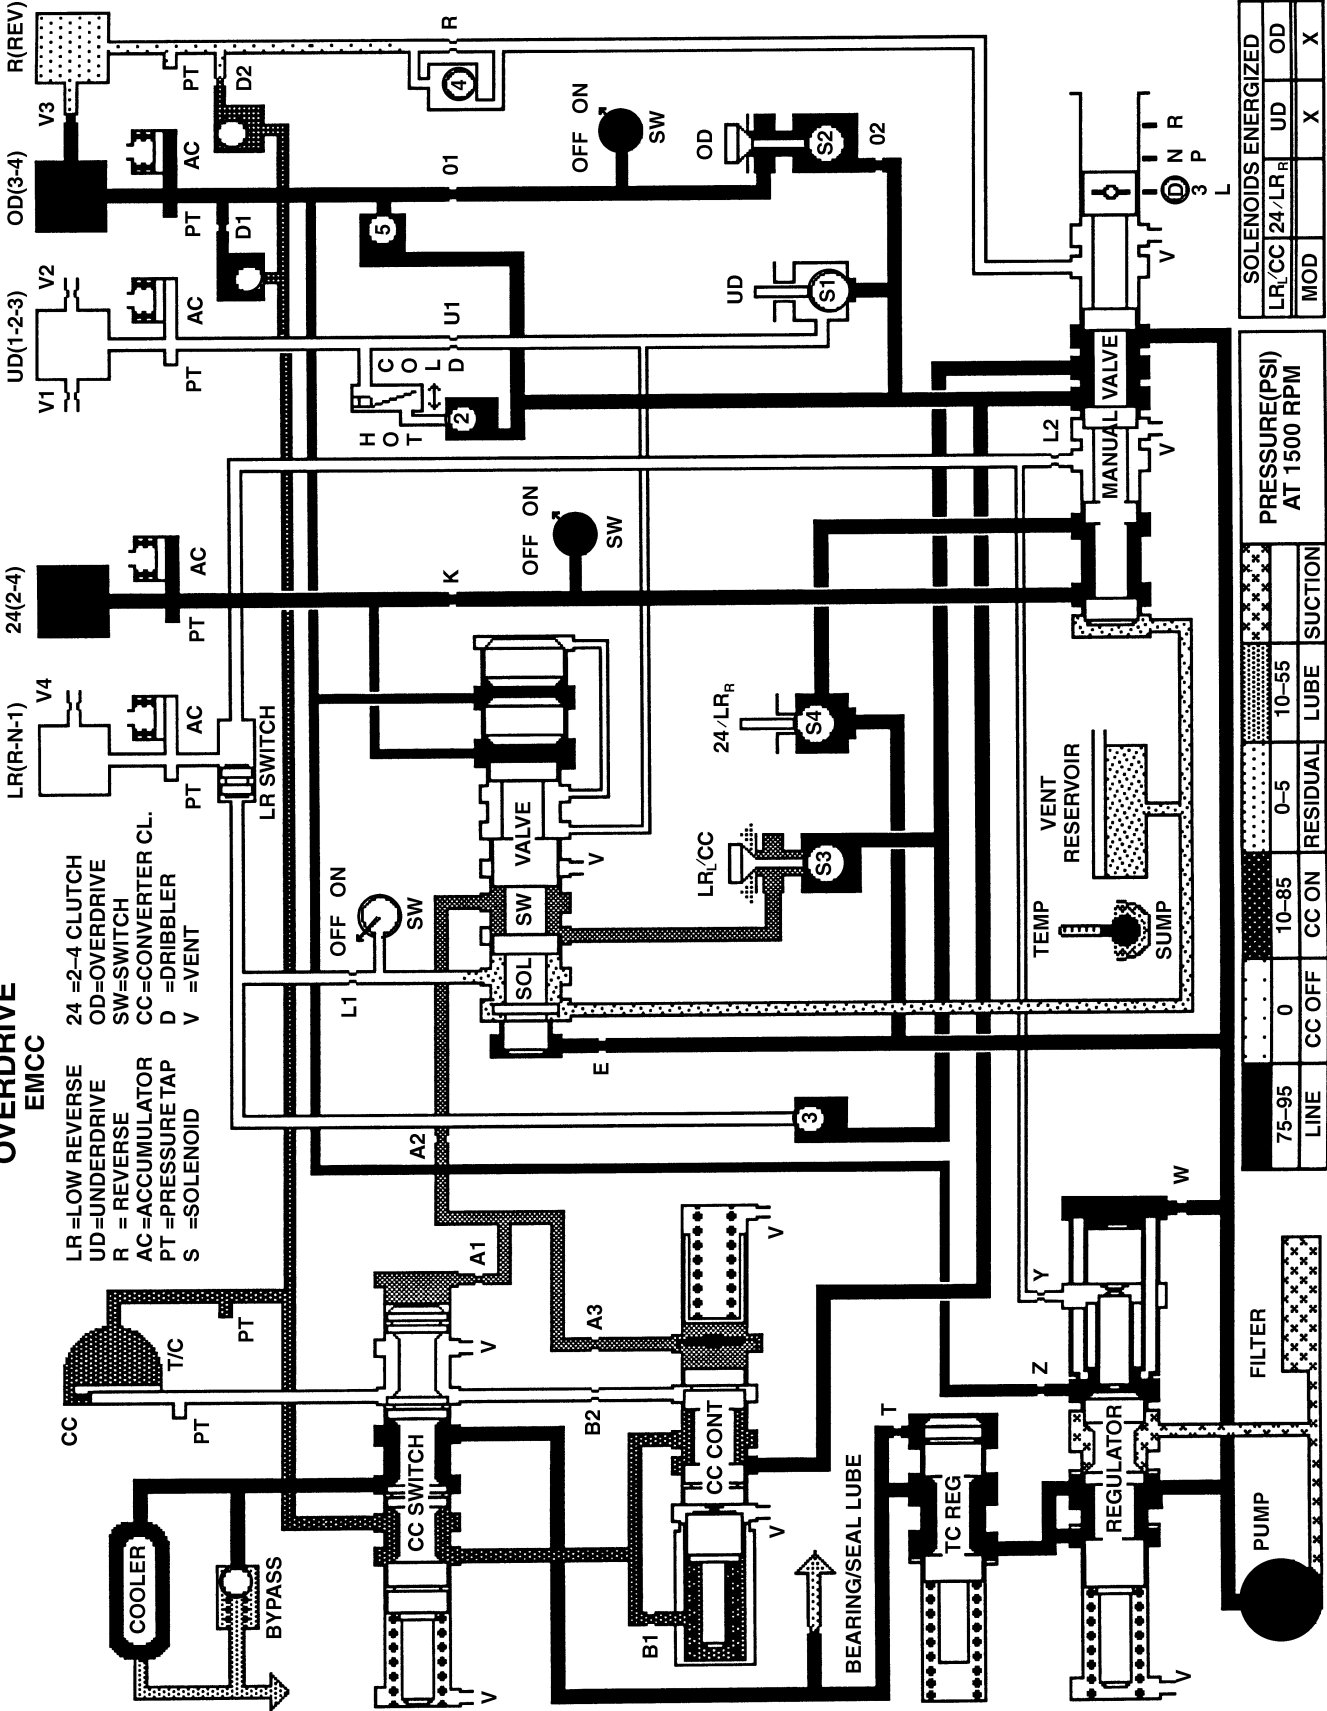 OVERDRIVE
EMCC
LR =LOW REVERSE
UD=UNDERDRIVE
R = REVERSE
AC=ACCUMULATOR
PT =PRESSURE TAP
S =SOLENOID
24 =2–4 CLUTCH
OD=OVERDRIVE
SW=SWITCH
CC=CONVERTER CL.
D =DRIBBLER
V =VENT
LR(R-N-1)
V4
24(2-4)
UD(1-2-3)
V1
V2
OD(3-4)
V3
R(REV)
PT
AC
PT
AC
PT
AC
PT
AC
PT
D1
D2
LR SWITCH
CC
T/C
PT
PT
COOLER
BYPASS
CC SWITCH
V
V
A1
A2
A3
B1
B2
CC CONT
V
V
L1
OFF ON
SW
K
OFF ON
SW
HOT
COLD
2
U1
5
O1
R
4
OFF ON
SW
SOL
SW
VALVE
V
E
3
LRL/CC
S3
24/LRR
S4
UD
S1
OD
S2
O2
BEARING/SEAL LUBE
T
TC REG
REGULATOR
V
Z
Y
W
PUMP
FILTER
TEMP
SUMP
VENT
RESERVOIR
MANUAL VALVE
L2
V
V
D N R
3 P
L
75–95
LINE
0
CC OFF
10–85
CC ON
0–5
RESIDUAL
10–55
LUBE
SUCTION
PRESSURE(PSI)
AT 1500 RPM
SOLENOIDS ENERGIZED
LRL/CC 24/LRR UD OD
MOD X X